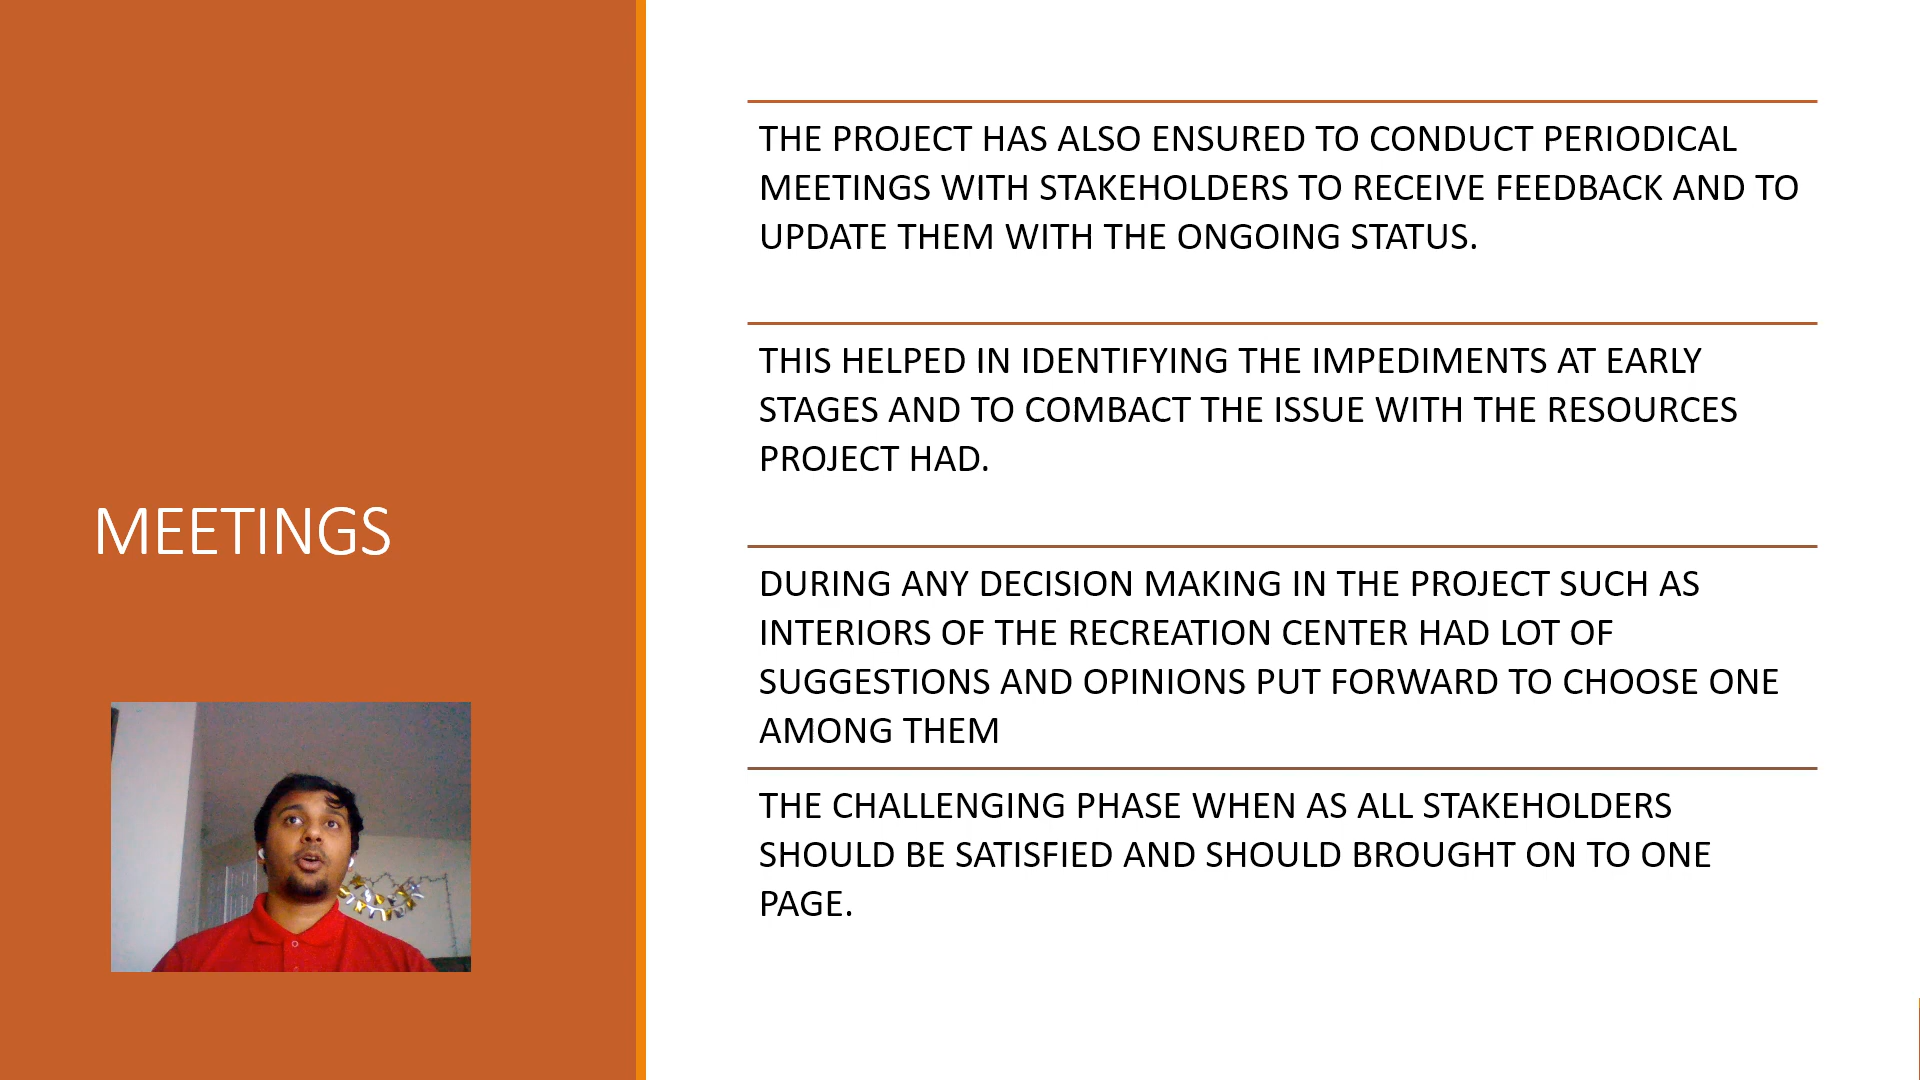 MEETINGS
THE PROJECT HAS ALSO ENSURED TO CONDUCT PERIODICAL
MEETINGS WITH STAKEHOLDERS TO RECEIVE FEEDBACK AND TO
UPDATE THEM WITH THE ONGOING STATUS.
THIS HELPED IN IDENTIFYING THE IMPEDIMENTS AT EARLY
STAGES AND TO COMBACT THE ISSUE WITH THE RESOURCES
PROJECT HAD.
DURING ANY DECISION MAKING IN THE PROJECT SUCH AS
INTERIORS OF THE RECREATION CENTER HAD LOT OF
SUGGESTIONS AND OPINIONS PUT FORWARD TO CHOOSE ONE
AMONG THEM
THE CHALLENGING PHASE WHEN AS ALL STAKEHOLDERS
SHOULD BE SATISFIED AND SHOULD BROUGHT ON TO ONE
PAGE.